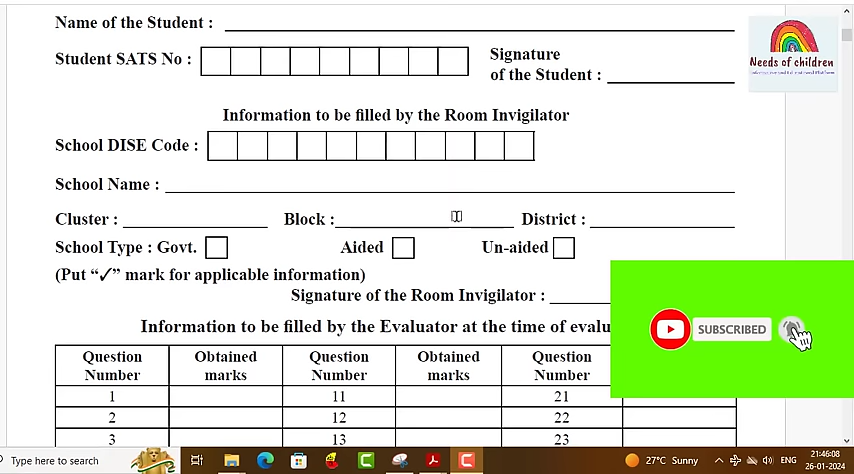 Name of the Student :
Student SATS No :
Signature
of the Student :
Needs of children
Information to be filled by the Room Invigilator
School DISE Code :
School Name :
Cluster : Block : District :
School Type : Govt. Aided Un-aided
(Put “✓” mark for applicable information)
Signature of the Room Invigilator :
Information to be filled by the Evaluator at the time of evalu
SUBSCRIBED
Question Number Obtained marks Question Number Obtained marks Question Number
1 11 21
2 12 22
3 13 23
Type here to search
27°C Sunny
ENG
21:46:08
26-01-2024